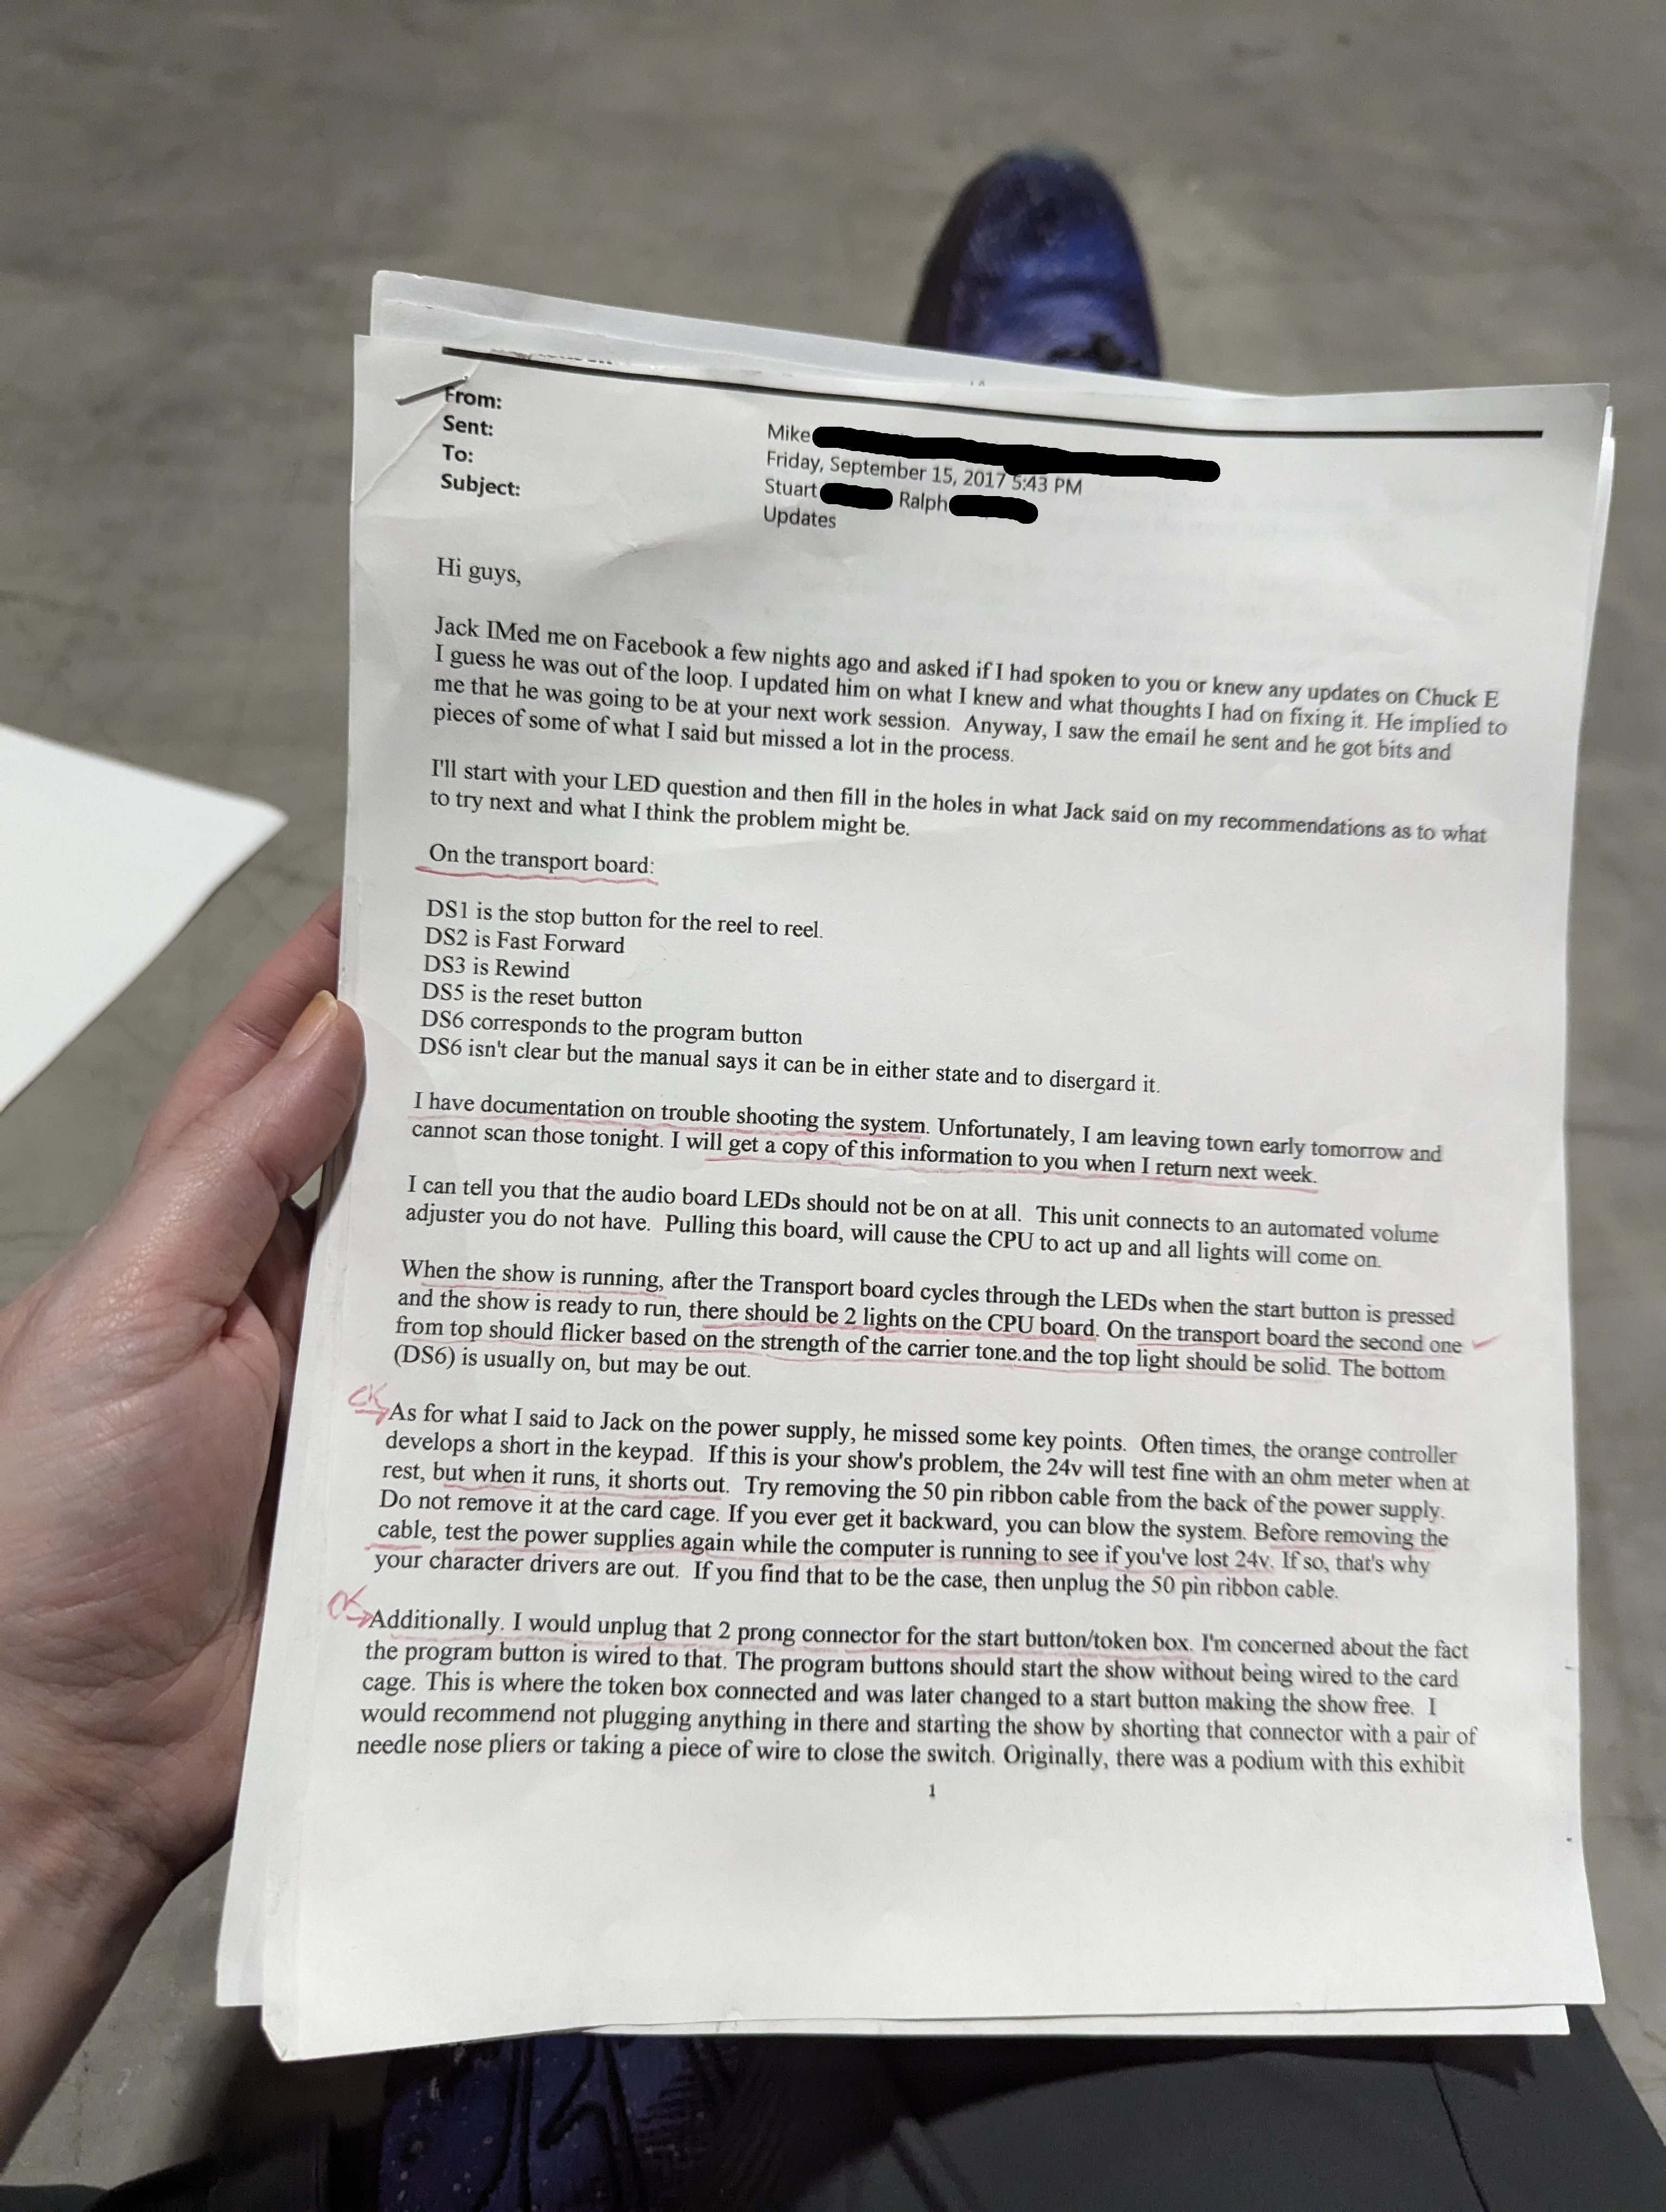 From:
Sent:
To:
Subject:
Mike
Friday, September 15, 2017 5:43 PM
Stuart Ralph
Updates
Hi guys,
Jack IMed me on Facebook a few nights ago and asked if I had spoken to you or knew any updates on Chuck E
I guess he was out of the loop. I updated him on what I knew and what thoughts I had on fixing it. He implied to
me that he was going to be at your next work session. Anyway, I saw the email he sent and he got bits and
pieces of some of what I said but missed a lot in the process.
I'll start with your LED question and then fill in the holes in what Jack said on my recommendations as to what
to try next and what I think the problem might be.
On the transport board:
DS1 is the stop button for the reel to reel.
DS2 is Fast Forward
DS3 is Rewind
DS5 is the reset button
DS6 corresponds to the program button
DS6 isn't clear but the manual says it can be in either state and to disergard it.
I have documentation on trouble shooting the system. Unfortunately, I am leaving town early tomorrow and
cannot scan those tonight. I will get a copy of this information to you when I return next week.
I can tell you that the audio board LEDs should not be on at all. This unit connects to an automated volume
adjuster you do not have. Pulling this board, will cause the CPU to act up and all lights will come on.
When the show is running, after the Transport board cycles through the LEDs when the start button is pressed
and the show is ready to run, there should be 2 lights on the CPU board. On the transport board the second one
from top should flicker based on the strength of the carrier tone.and the top light should be solid. The bottom
(DS6) is usually on, but may be out.
As for what I said to Jack on the power supply, he missed some key points. Often times, the orange controller
develops a short in the keypad. If this is your show's problem, the 24v will test fine with an ohm meter when at
rest, but when it runs, it shorts out. Try removing the 50 pin ribbon cable from the back of the power supply.
Do not remove it at the card cage. If you ever get it backward, you can blow the system. Before removing the
cable, test the power supplies again while the computer is running to see if you've lost 24v. If so, that's why
your character drivers are out. If you find that to be the case, then unplug the 50 pin ribbon cable.
Additionally. I would unplug that 2 prong connector for the start button/token box. I'm concerned about the fact
the program button is wired to that. The program buttons should start the show without being wired to the card
cage. This is where the token box connected and was later changed to a start button making the show free. I
would recommend not plugging anything in there and starting the show by shorting that connector with a pair of
needle nose pliers or taking a piece of wire to close the switch. Originally, there was a podium with this exhibit
1